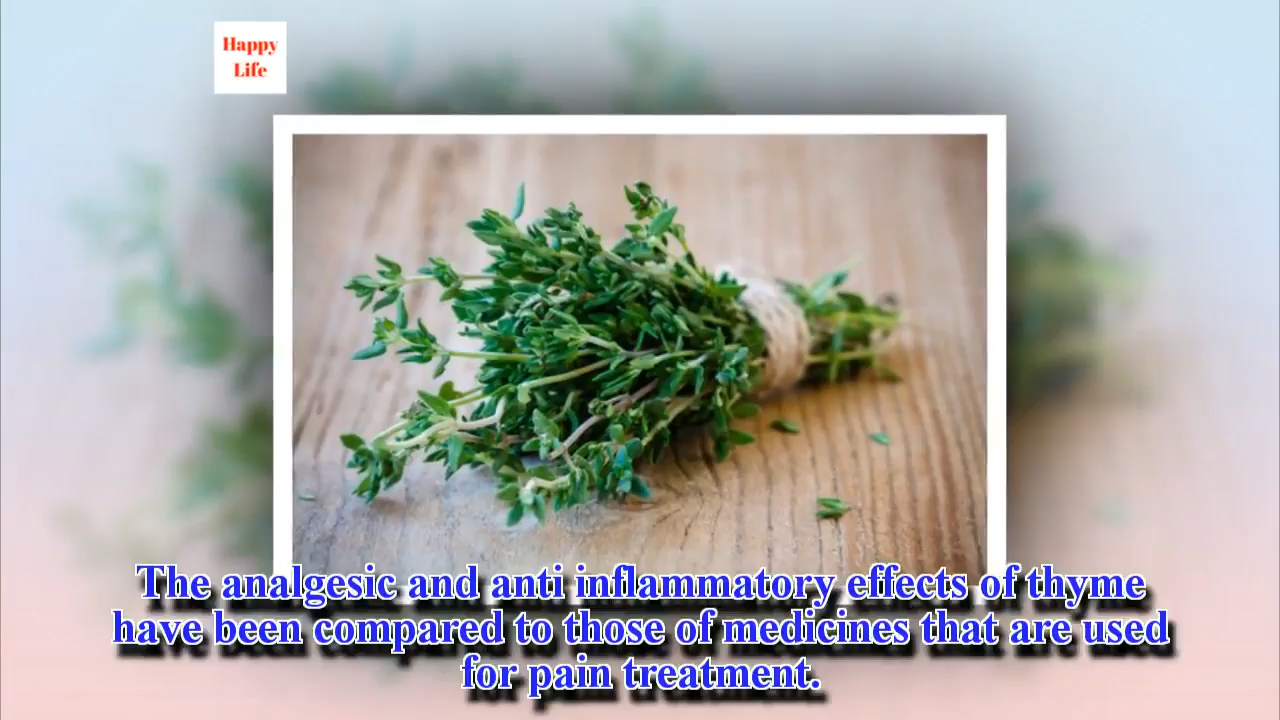 Happy
Life
The analgesic and anti inflammatory effects of thyme
have been compared to those of medicines that are used
for pain treatment.